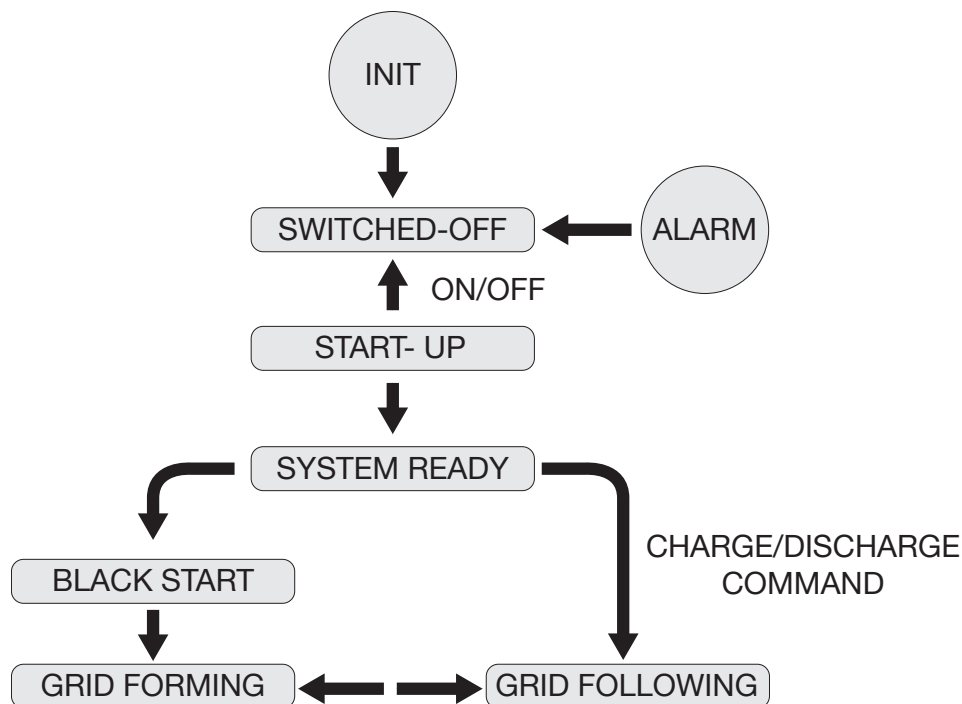 INIT
SWITCHED-OFF
ALARM
ON/OFF
START- UP
SYSTEM READY
CHARGE/DISCHARGE
COMMAND
BLACK START
GRID FORMING
GRID FOLLOWING